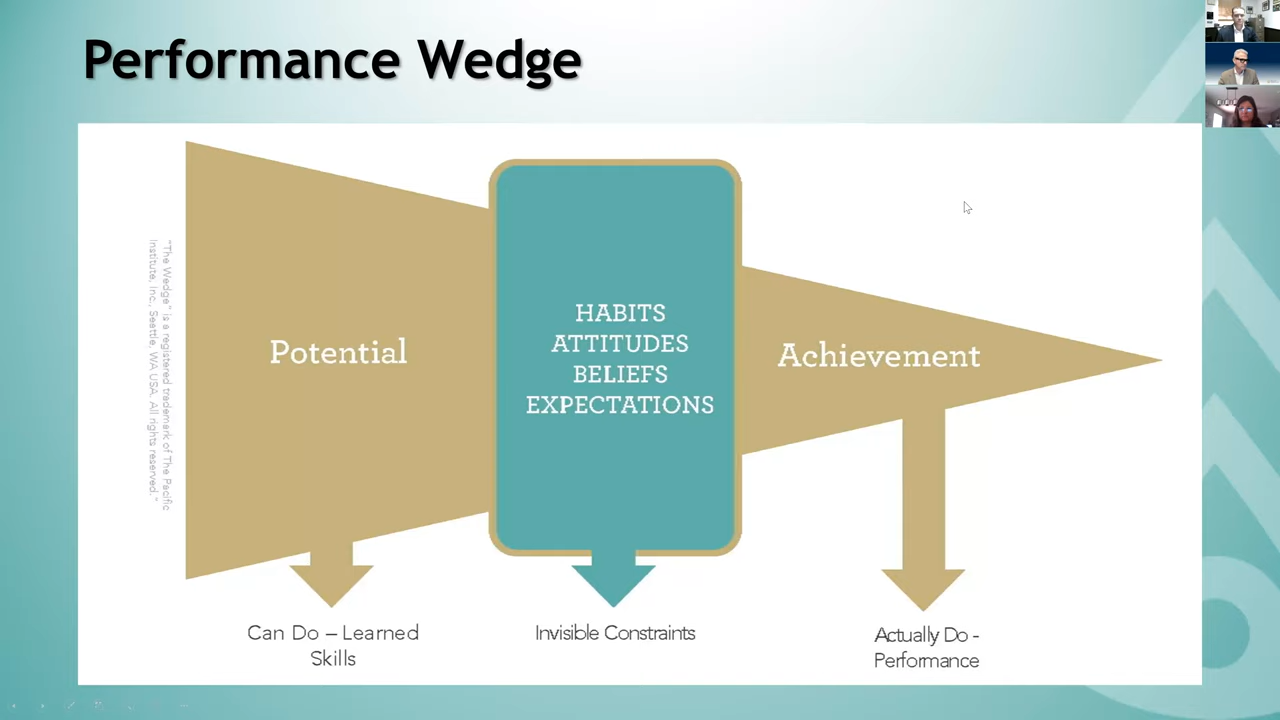 Performance Wedge
"The Wedge" is a registered trademark of The Pacific
Institute, Inc., Seattle, WA USA. All rights reserved."
Potential
HABITS
ATTITUDES
BELIEFS
EXPECTATIONS
Achievement
Can Do – Learned
Skills
Invisible Constraints
Actually Do -
Performance